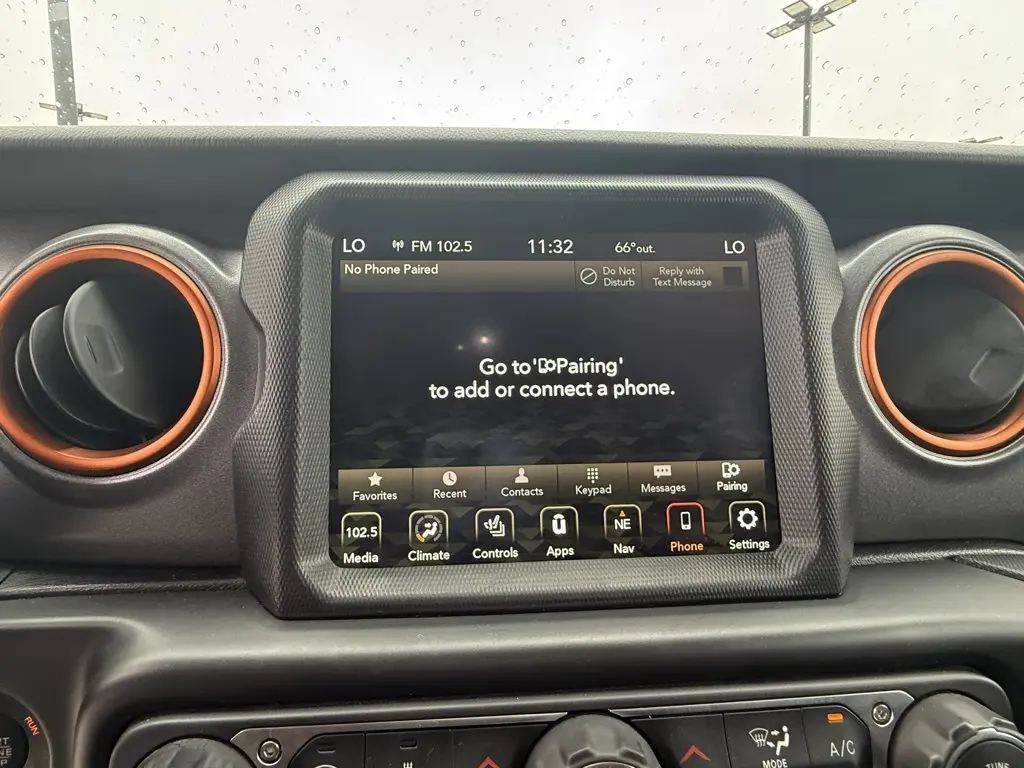 LO FM 102.5 11:32 66°out. LO
No Phone Paired
Do Not
Disturb
Reply with
Text Message
Go to 'Pairing'
to add or connect a phone.
Favorites Recent Contacts Keypad Messages Pairing
102.5 NE
Media Climate Controls Apps Nav Phone Settings
RUN
MODE
A/C